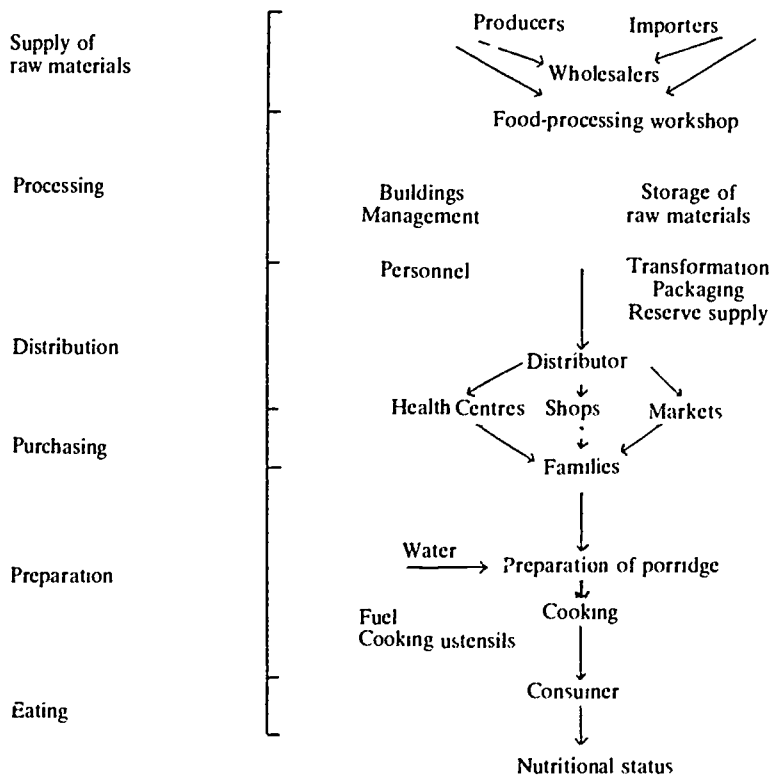 Producers Importers
Supply of
raw materials
Wholesalers
Food-processing workshop
Processing
Buildings
Management
Storage of
raw materials
Personnel
Transformation
Packaging
Reserve supply
Distribution
Distributor
Health Centres Shops Markets
Purchasing
Families
Water
Preparation
Preparation of porridge
Cooking
Fuel
Cooking ustensils
Consumer
Eating
Nutritional status